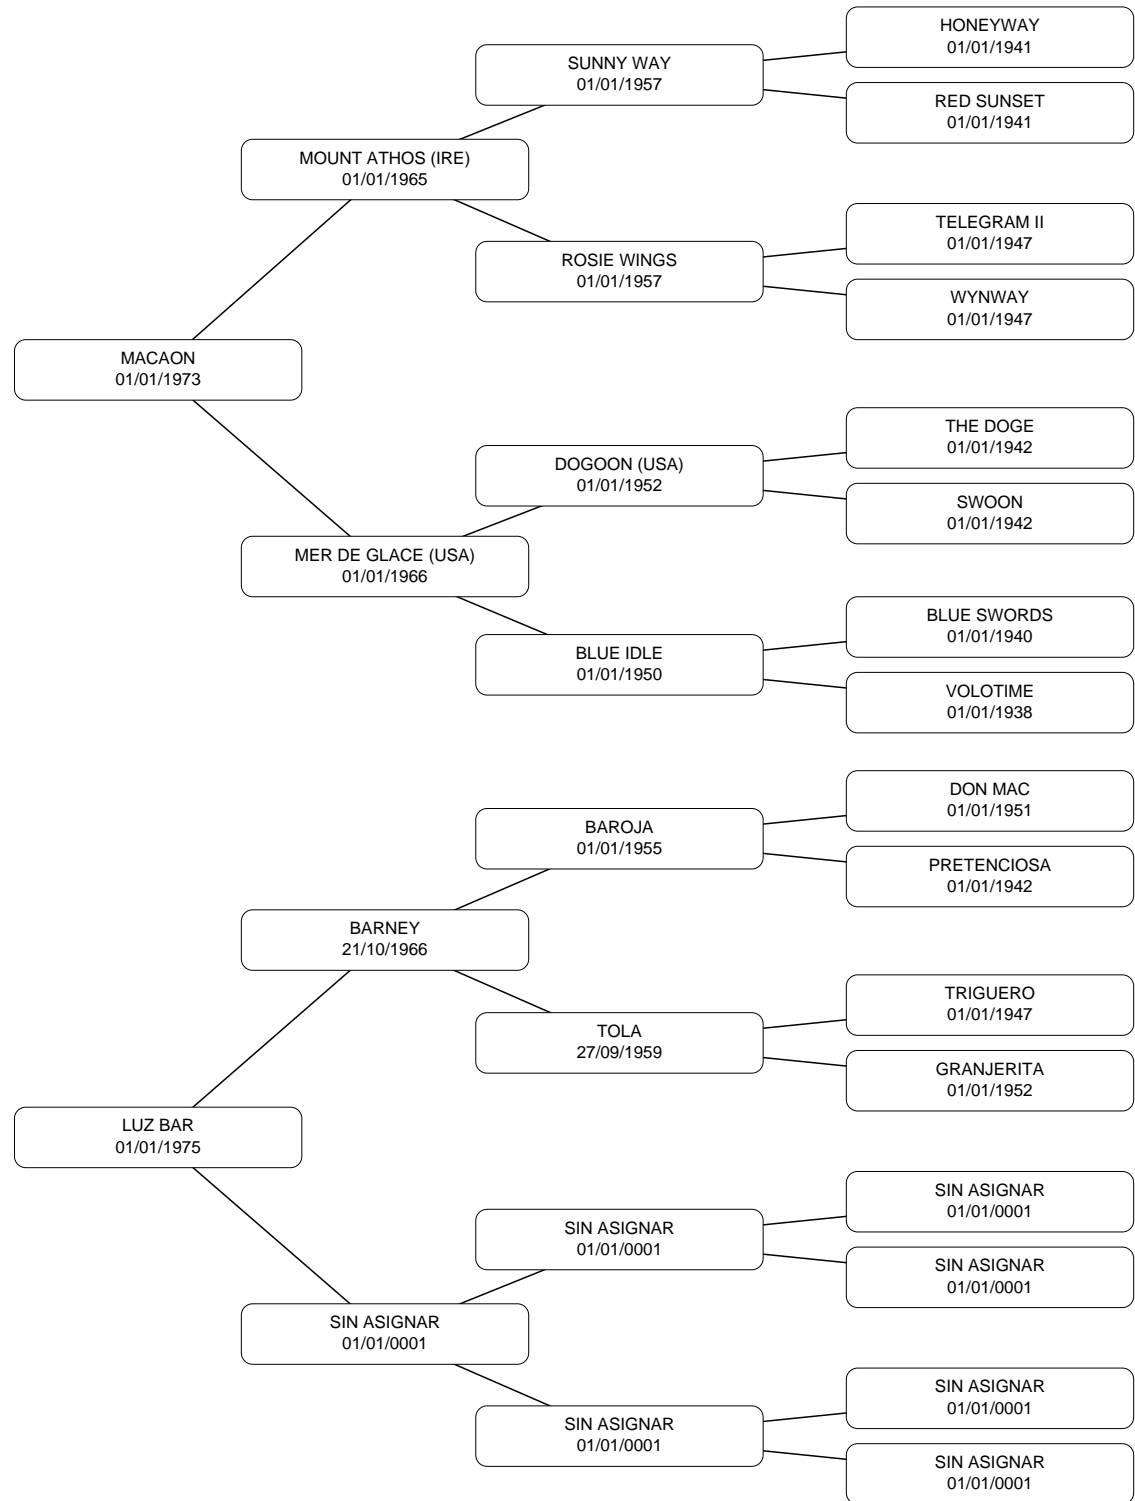 HONEYWAY
01/01/1941
SUNNY WAY
01/01/1957
RED SUNSET
01/01/1941
MOUNT ATHOS (IRE)
01/01/1965
TELEGRAM II
01/01/1947
ROSIE WINGS
01/01/1957
WYNWAY
01/01/1947
MACAON
01/01/1973
THE DOGE
01/01/1942
DOGOON (USA)
01/01/1952
SWOON
01/01/1942
MER DE GLACE (USA)
01/01/1966
BLUE SWORDS
01/01/1940
BLUE IDLE
01/01/1950
VOLOTIME
01/01/1938
DON MAC
01/01/1951
BAROJA
01/01/1955
PRETENCIOSA
01/01/1942
BARNEY
21/10/1966
TRIGUERO
01/01/1947
TOLA
27/09/1959
GRANJERITA
01/01/1952
LUZ BAR
01/01/1975
SIN ASIGNAR
01/01/0001
SIN ASIGNAR
01/01/0001
SIN ASIGNAR
01/01/0001
SIN ASIGNAR
01/01/0001
SIN ASIGNAR
01/01/0001
SIN ASIGNAR
01/01/0001
SIN ASIGNAR
01/01/0001